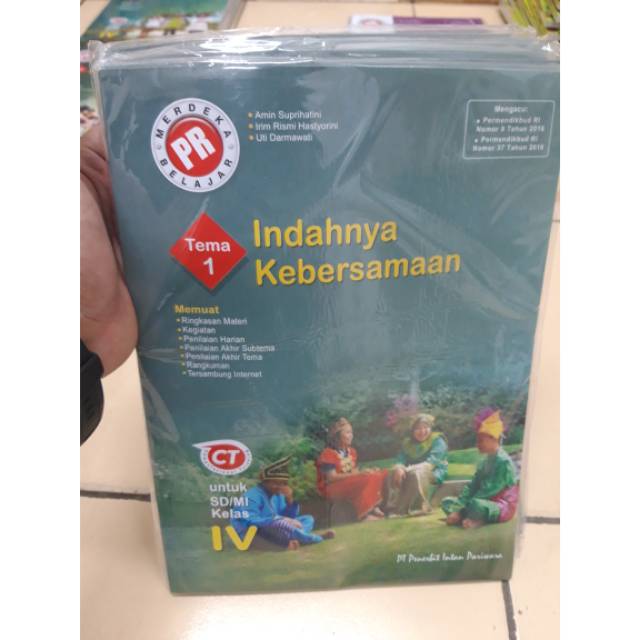 MERDEKA
PR
BELAJAR
• Amin Suprihatini
• Irim Rismi Hastyorini
• Uti Darmawati
Mengacu:
• Permendikbud RI
Nomor 8 Tahun 2016
• Permendikbud RI
Nomor 37 Tahun 2018
Tema
1
Indahnya
Kebersamaan
Memuat
•Ringkasan Materi
•Kegiatan
•Penilaian Harian
•Penilaian Akhir Subtema
•Penilaian Akhir Tema
•Rangkuman
•Tersambung Internet
CT
untuk
SD/MI
Kelas
IV
PT Penerbit Intan Pariwara